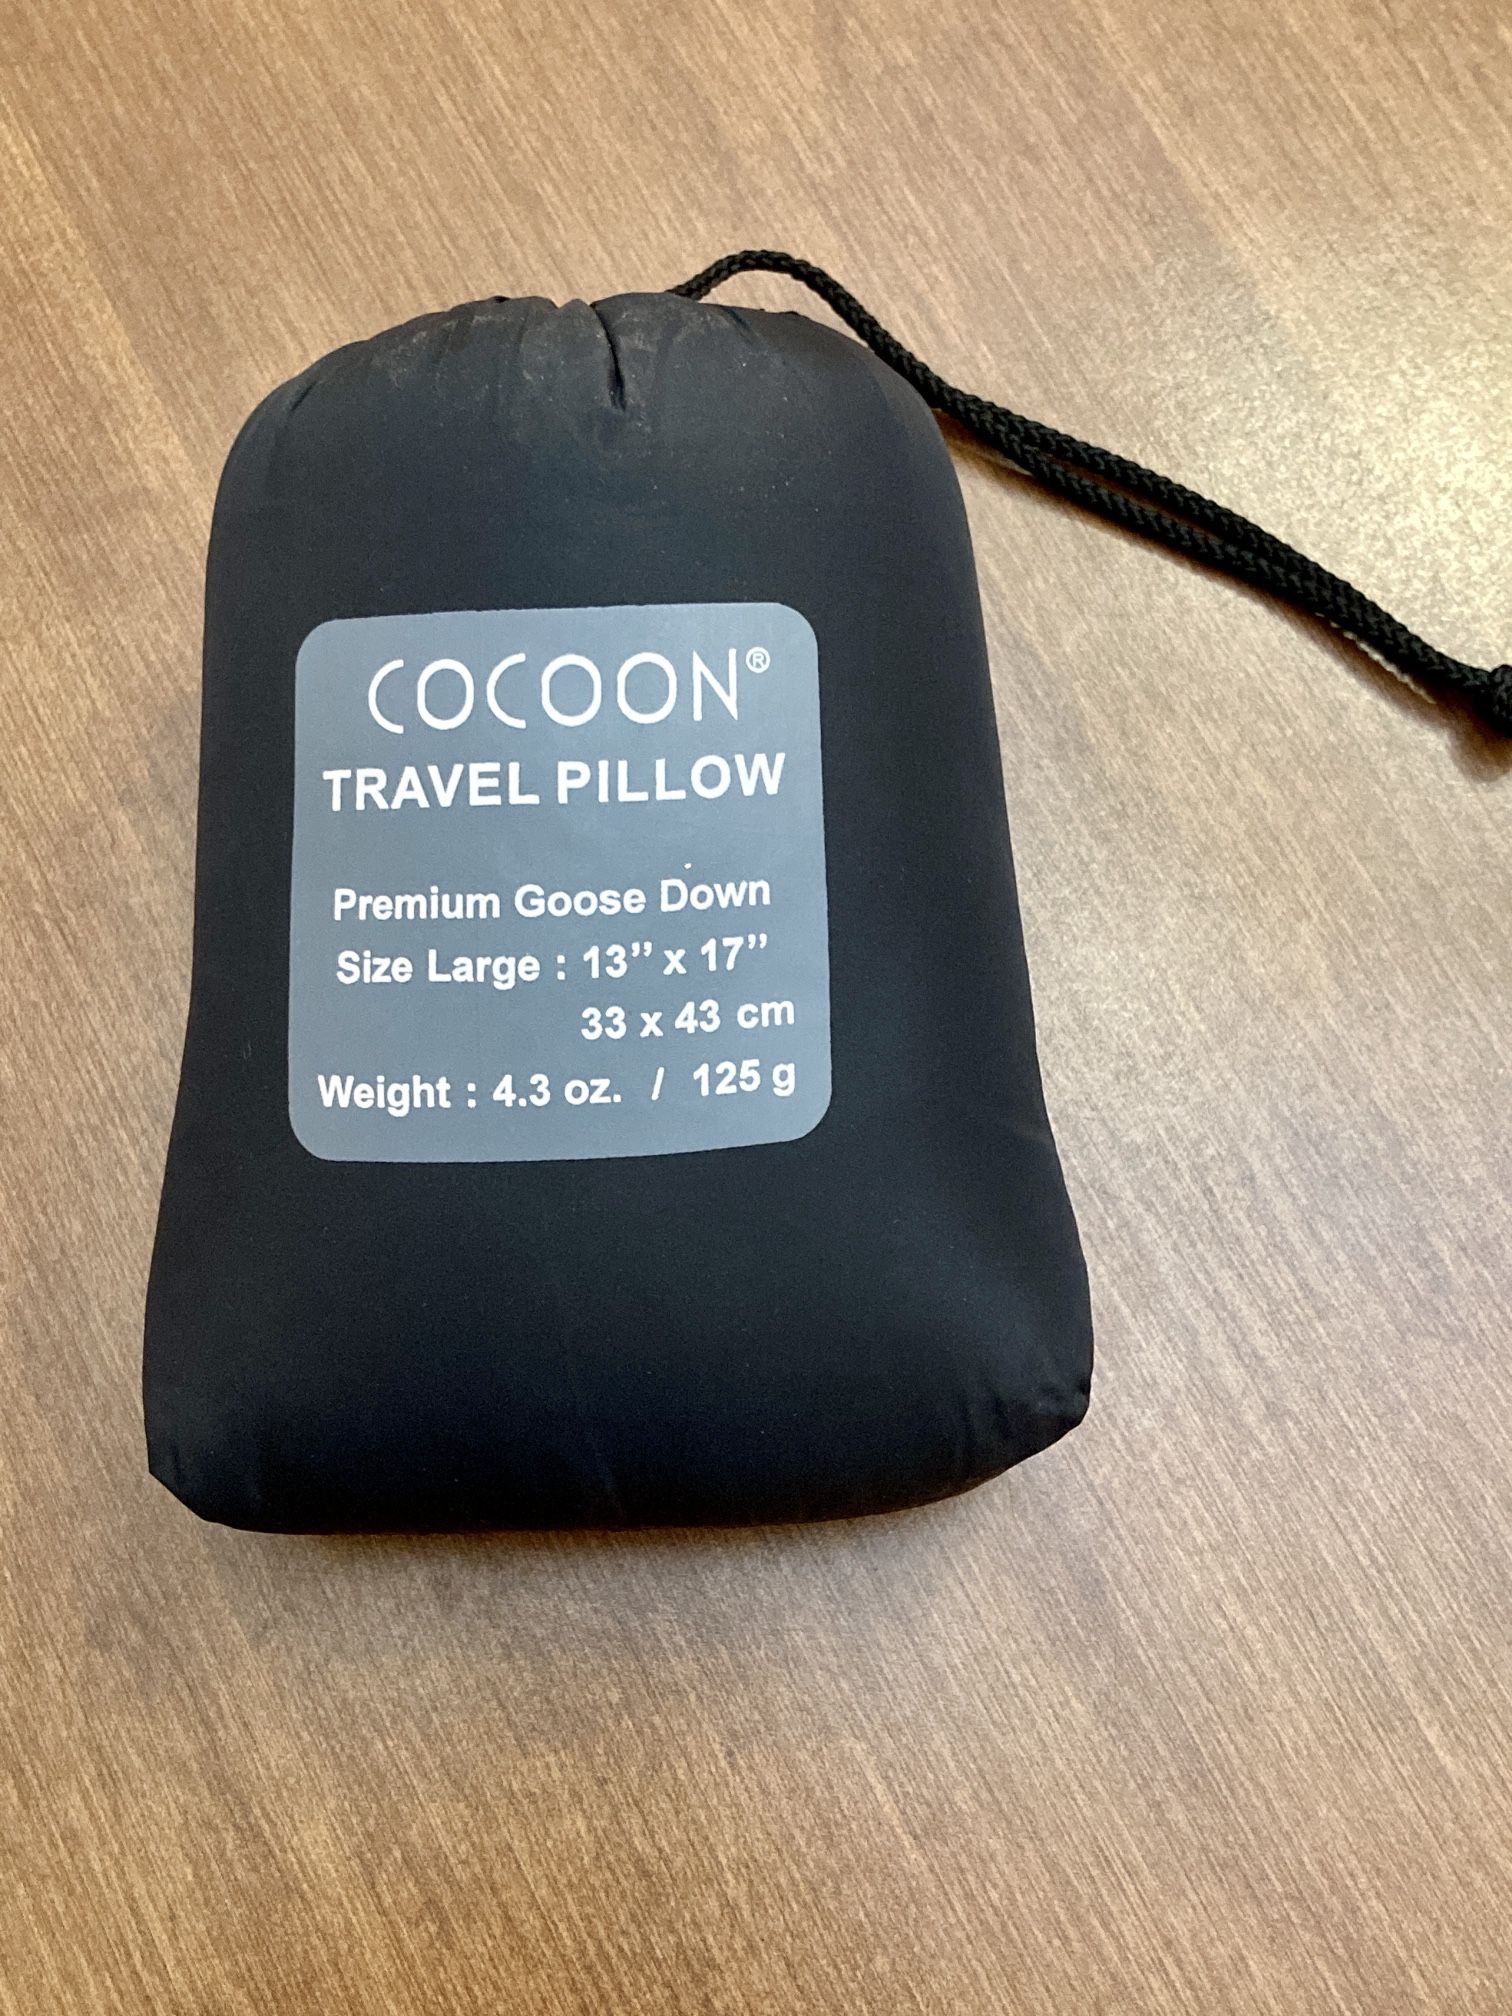 COCOON®
TRAVEL PILLOW
Premium Goose Down
Size Large : 13” x 17”
33 x 43 cm
Weight : 4.3 oz. / 125 g